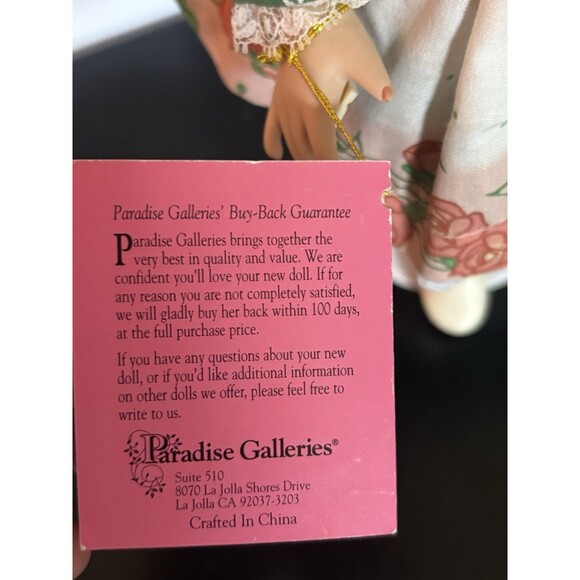 Paradise Galleries' Buy-Back Guarantee
Paradise Galleries brings together the
very best in quality and value. We are
confident you'll love your new doll. If for
any reason you are not completely satisfied,
we will gladly buy her back within 100 days,
at the full purchase price.
If you have any questions about your new
doll, or if you'd like additional information
on other dolls we offer, please feel free to
write to us.
Paradise Galleries®
Suite 510
8070 La Jolla Shores Drive
La Jolla CA 92037-3203
Crafted In China